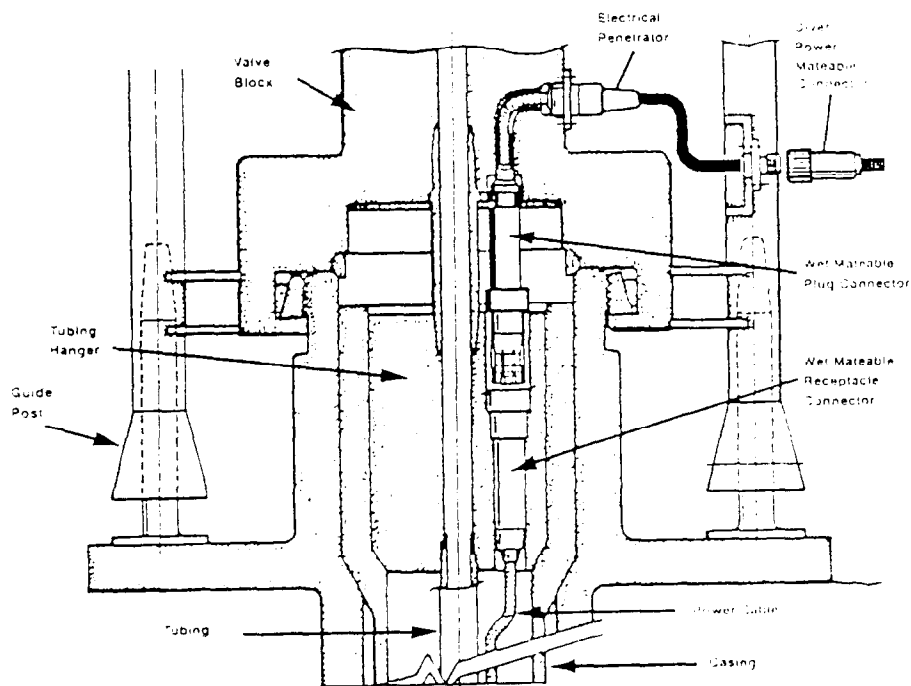 Electrical
Penetrator
Diver
Power
Mateable
Connector
Valve
Block
Wet Mateable
Plug Connector
Tubing
Hanger
Wet Mateable
Receptacle
Connector
Guide
Post
Power Cable
Tubing
Casing